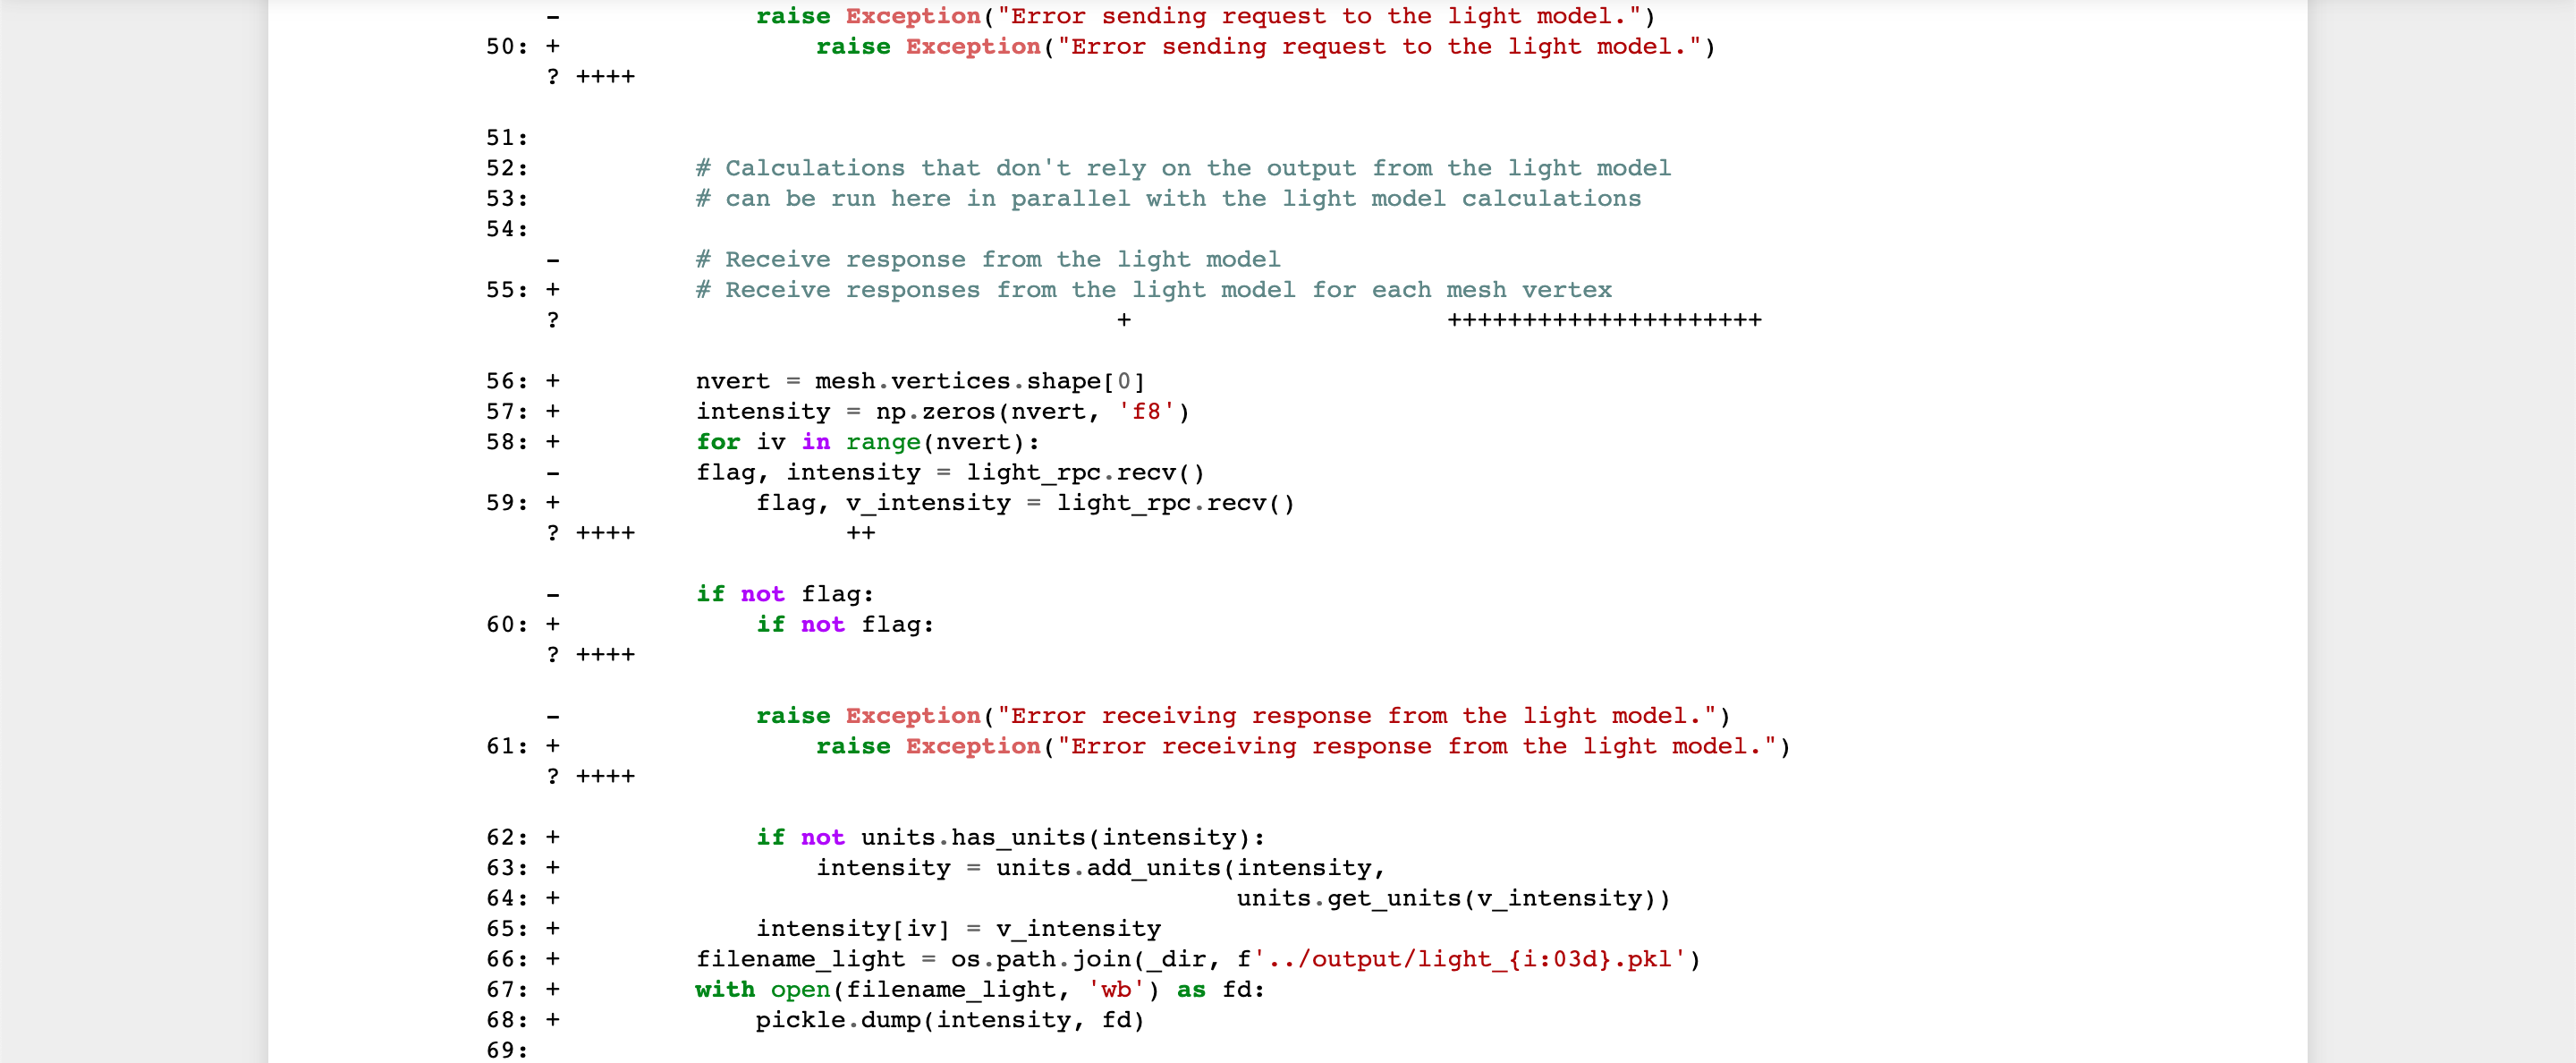 -             raise Exception("Error sending request to the light model.")
50: +                 raise Exception("Error sending request to the light model.")
    ? ++++
51:
52:           # Calculations that don't rely on the output from the light model
53:           # can be run here in parallel with the light model calculations
54:
    -         # Receive response from the light model
55: +         # Receive responses from the light model for each mesh vertex
    ?                                      +                     +++++++++++++++++++++
56: +         nvert = mesh.vertices.shape[0]
57: +         intensity = np.zeros(nvert, 'f8')
58: +         for iv in range(nvert):
    -         flag, intensity = light_rpc.recv()
59: +             flag, v_intensity = light_rpc.recv()
    ? ++++              ++
    -         if not flag:
60: +             if not flag:
    ? ++++
    -             raise Exception("Error receiving response from the light model.")
61: +                 raise Exception("Error receiving response from the light model.")
    ? ++++
62: +             if not units.has_units(intensity):
63: +                 intensity = units.add_units(intensity,
64: +                                             units.get_units(v_intensity))
65: +             intensity[iv] = v_intensity
66: +         filename_light = os.path.join(_dir, f'../output/light_{i:03d}.pkl')
67: +         with open(filename_light, 'wb') as fd:
68: +             pickle.dump(intensity, fd)
69: